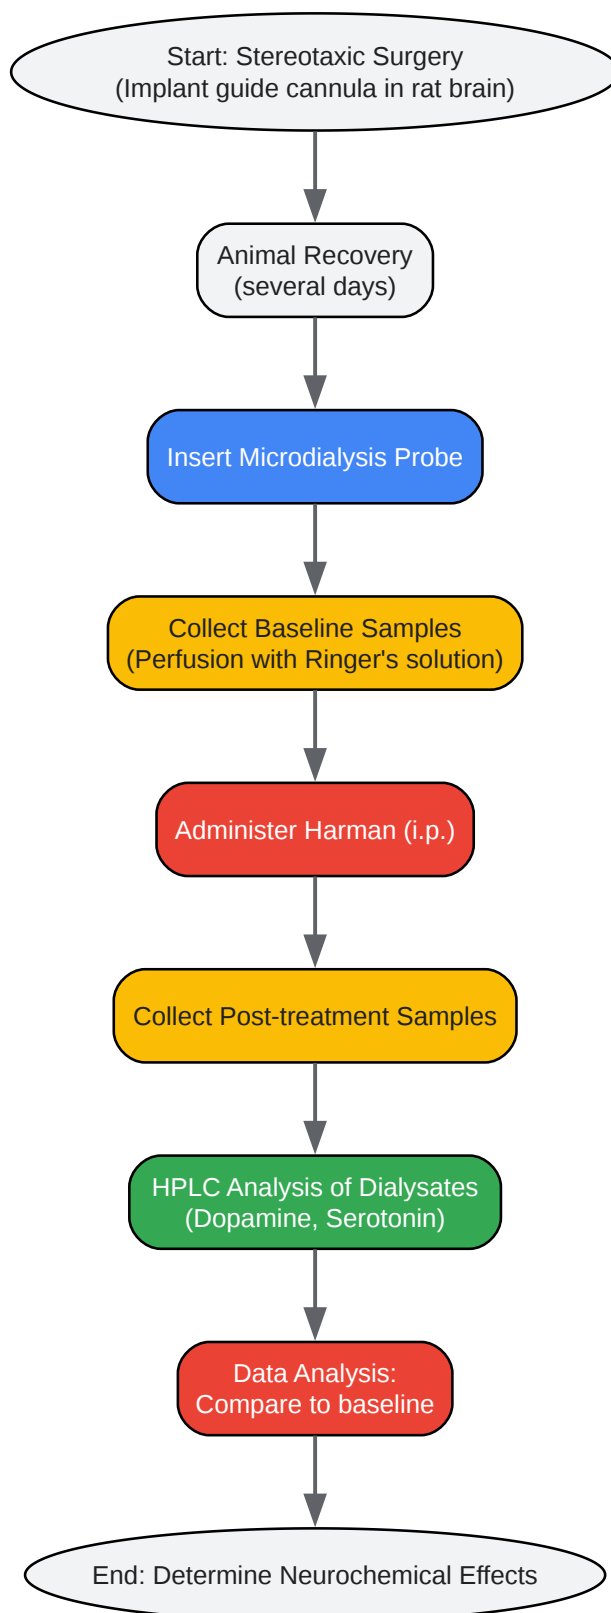 Start: Stereotaxic Surgery
(Implant guide cannula in rat brain)
Animal Recovery
(several days)
Insert Microdialysis Probe
Collect Baseline Samples
(Perfusion with Ringer's solution)
Administer Harman (i.p.)
Collect Post-treatment Samples
HPLC Analysis of Dialysates
(Dopamine, Serotonin)
Data Analysis:
Compare to baseline
End: Determine Neurochemical Effects